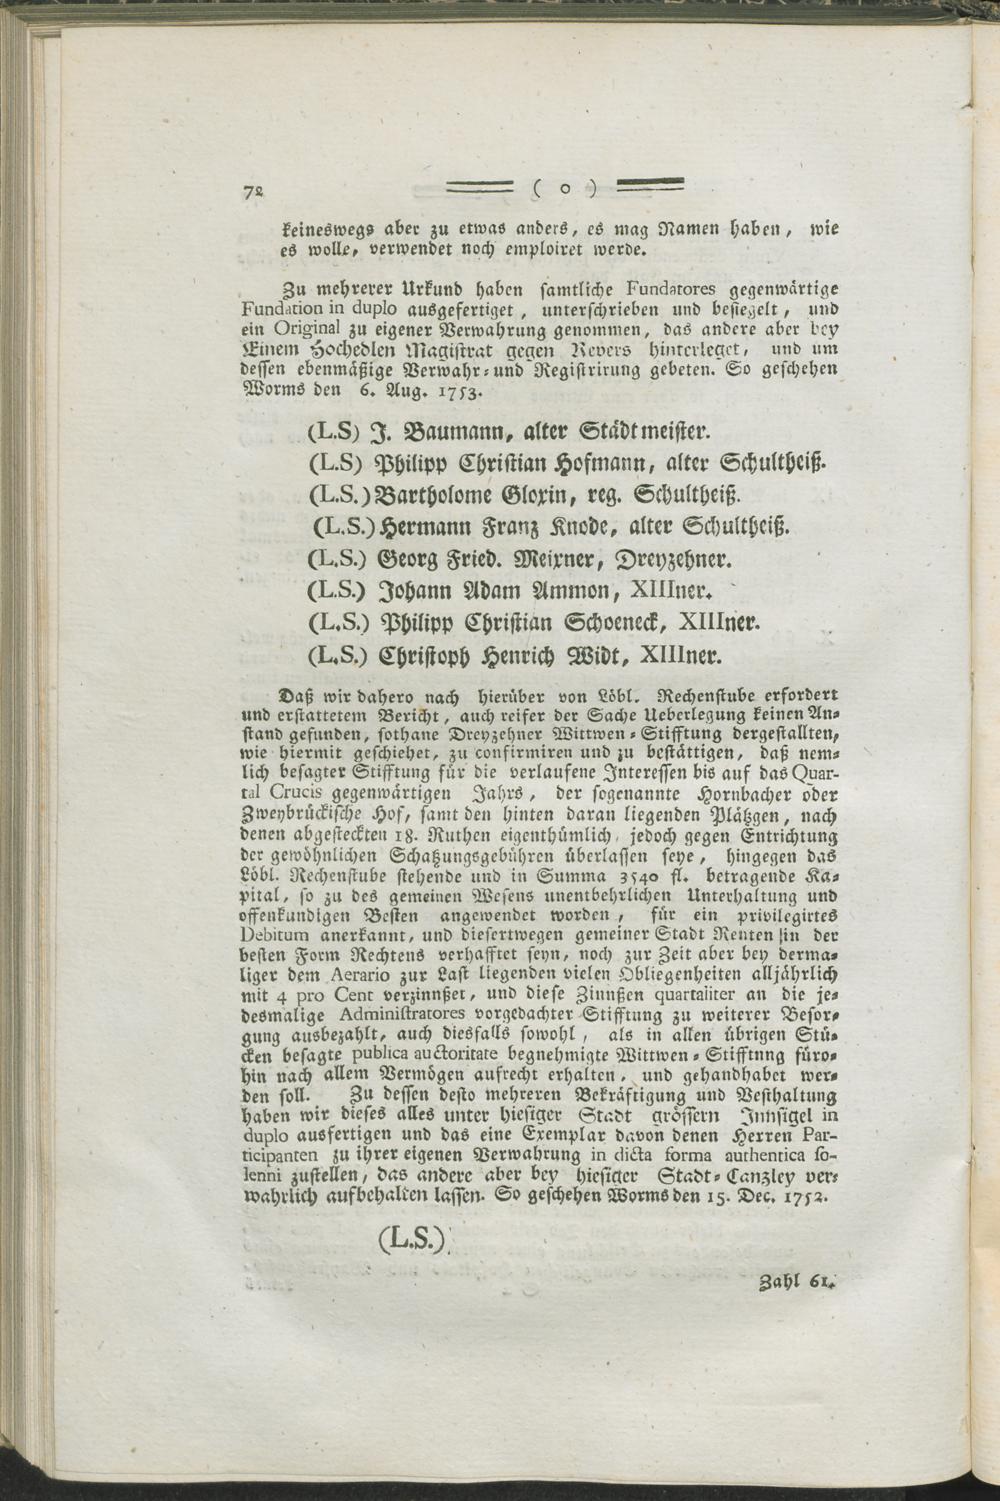 72 ( o )
keineswegs aber zu etwas anders, es mag Namen haben, wie
es wolle, verwendet noch emploiret werde.
Zu mehrerer Urkund haben samtliche Fundatores gegenwärtige
Fundation in duplo ausgefertiget, unterschrieben und besiegelt, und
ein Original zu eigener Verwahrung genommen, das andere aber bey
Einem Hochedlen Magistrat gegen Revers hinterleget, und um
dessen ebenmäßige Verwahr- und Registrirung gebeten. So geschehen
Worms den 6. Aug. 1753.
(L.S) J. Baumann, alter Städtmeister.
(L.S) Philipp Christian Hofmann, alter Schultheiß.
(L.S.) Bartholome Gloxin, reg. Schultheiß.
(L.S.) Hermann Franz Knode, alter Schultheiß.
(L.S.) Georg Fried. Meixner, Dreyzehner.
(L.S.) Johann Adam Ammon, XIIIner.
(L.S.) Philipp Christian Schoeneck, XIIIner.
(L.S.) Christoph Henrich Widt, XIIIner.
Daß wir dahero nach hierüber von Löbl. Rechenstube erfordert
und erstattetem Bericht, auch reifer der Sache Ueberlegung keinen An-
stand gefunden, sothane Dreyzehner Wittwen-Stifftung dergestallten,
wie hiermit geschiehet, zu confirmiren und zu bestättigen, daß nem-
lich besagter Stifftung für die verlaufene Interessen bis auf das Quar-
tal Crucis gegenwärtigen Jahrs, der sogenannte Hornbacher oder
Zweybrückische Hof, samt den hinten daran liegenden Plätzgen, nach
denen abgesteckten 18. Ruthen eigenthümlich, jedoch gegen Entrichtung
der gewöhnlichen Schatzungsgebühren überlassen seye, hingegen das
Löbl. Rechenstube stehende und in Summa 3540 fl. betragende Ka-
pital, so zu des gemeinen Wesens unentbehrlichen Unterhaltung und
offenkundigen Besten angewendet worden, für ein privilegirtes
Debitum anerkannt, und diesertwegen gemeiner Stadt Renten in der
besten Form Rechtens verhafftet seyn, noch zur Zeit aber bey derma-
liger dem Aerario zur Last liegenden vielen Obliegenheiten alljährlich
mit 4 pro Cent verzinnßet, und diese Zinnßen quartaliter an die je-
desmalige Administratores vorgedachter Stifftung zu weiterer Besor-
gung ausbezahlt, auch diesfalls sowohl, als in allen übrigen Stü-
cken besagte publica auctoritate begnehmigte Wittwen-Stifftnng füro-
hin nach allem Vermögen aufrecht erhalten, und gehandhabet wer-
den soll. Zu dessen desto mehreren Bekräftigung und Vesthaltung
haben wir dieses alles unter hiesiger Stadt grössern Innsigel in
duplo ausfertigen und das eine Exemplar davon denen Herren Par-
ticipanten zu ihrer eigenen Verwahrung in dicta forma authentica so-
lenni zustellen, das andere aber bey hiesiger Stadt-Canzley ver-
wahrlich aufbehalten lassen. So geschehen Worms den 15. Dec. 1752.
(L.S.)
Zahl 61.